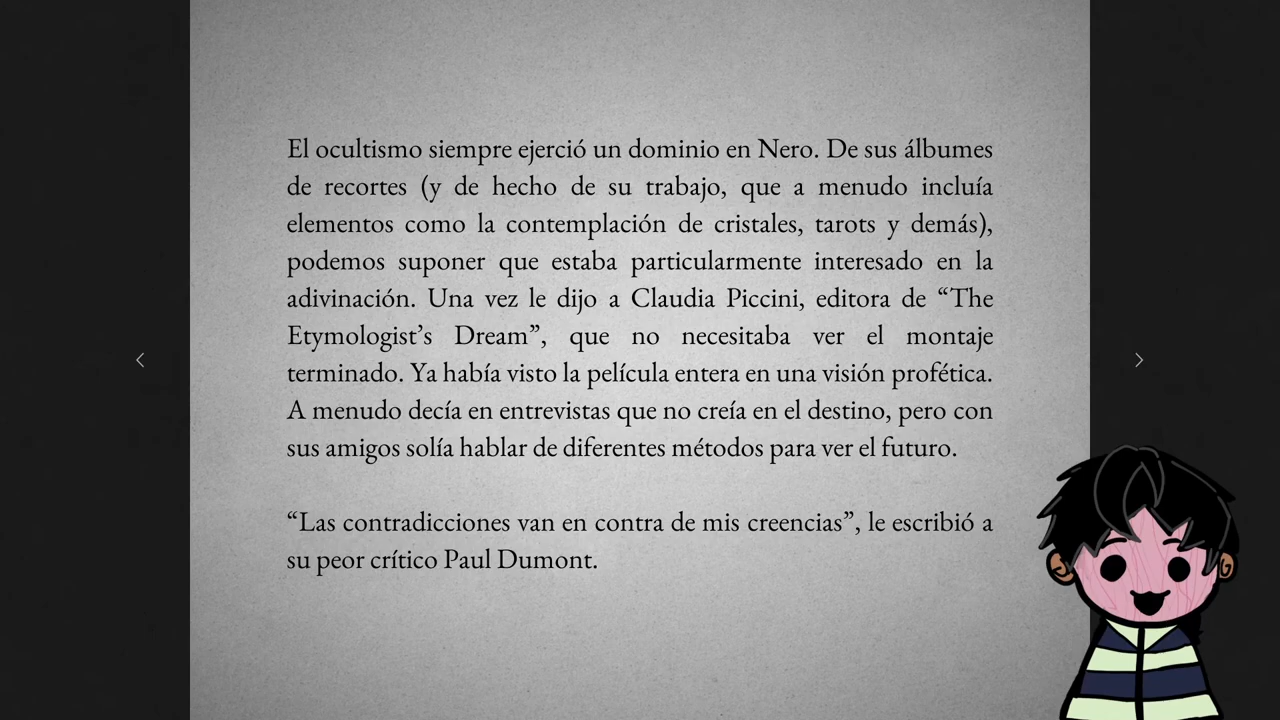 El ocultismo siempre ejerció un dominio en Nero. De sus álbumes
de recortes (y de hecho de su trabajo, que a menudo incluía
elementos como la contemplación de cristales, tarots y demás),
podemos suponer que estaba particularmente interesado en la
adivinación. Una vez le dijo a Claudia Piccini, editora de “The
Etymologist’s Dream”, que no necesitaba ver el montaje
terminado. Ya había visto la película entera en una visión profética.
A menudo decía en entrevistas que no creía en el destino, pero con
sus amigos solía hablar de diferentes métodos para ver el futuro.
“Las contradicciones van en contra de mis creencias”, le escribió a
su peor crítico Paul Dumont.